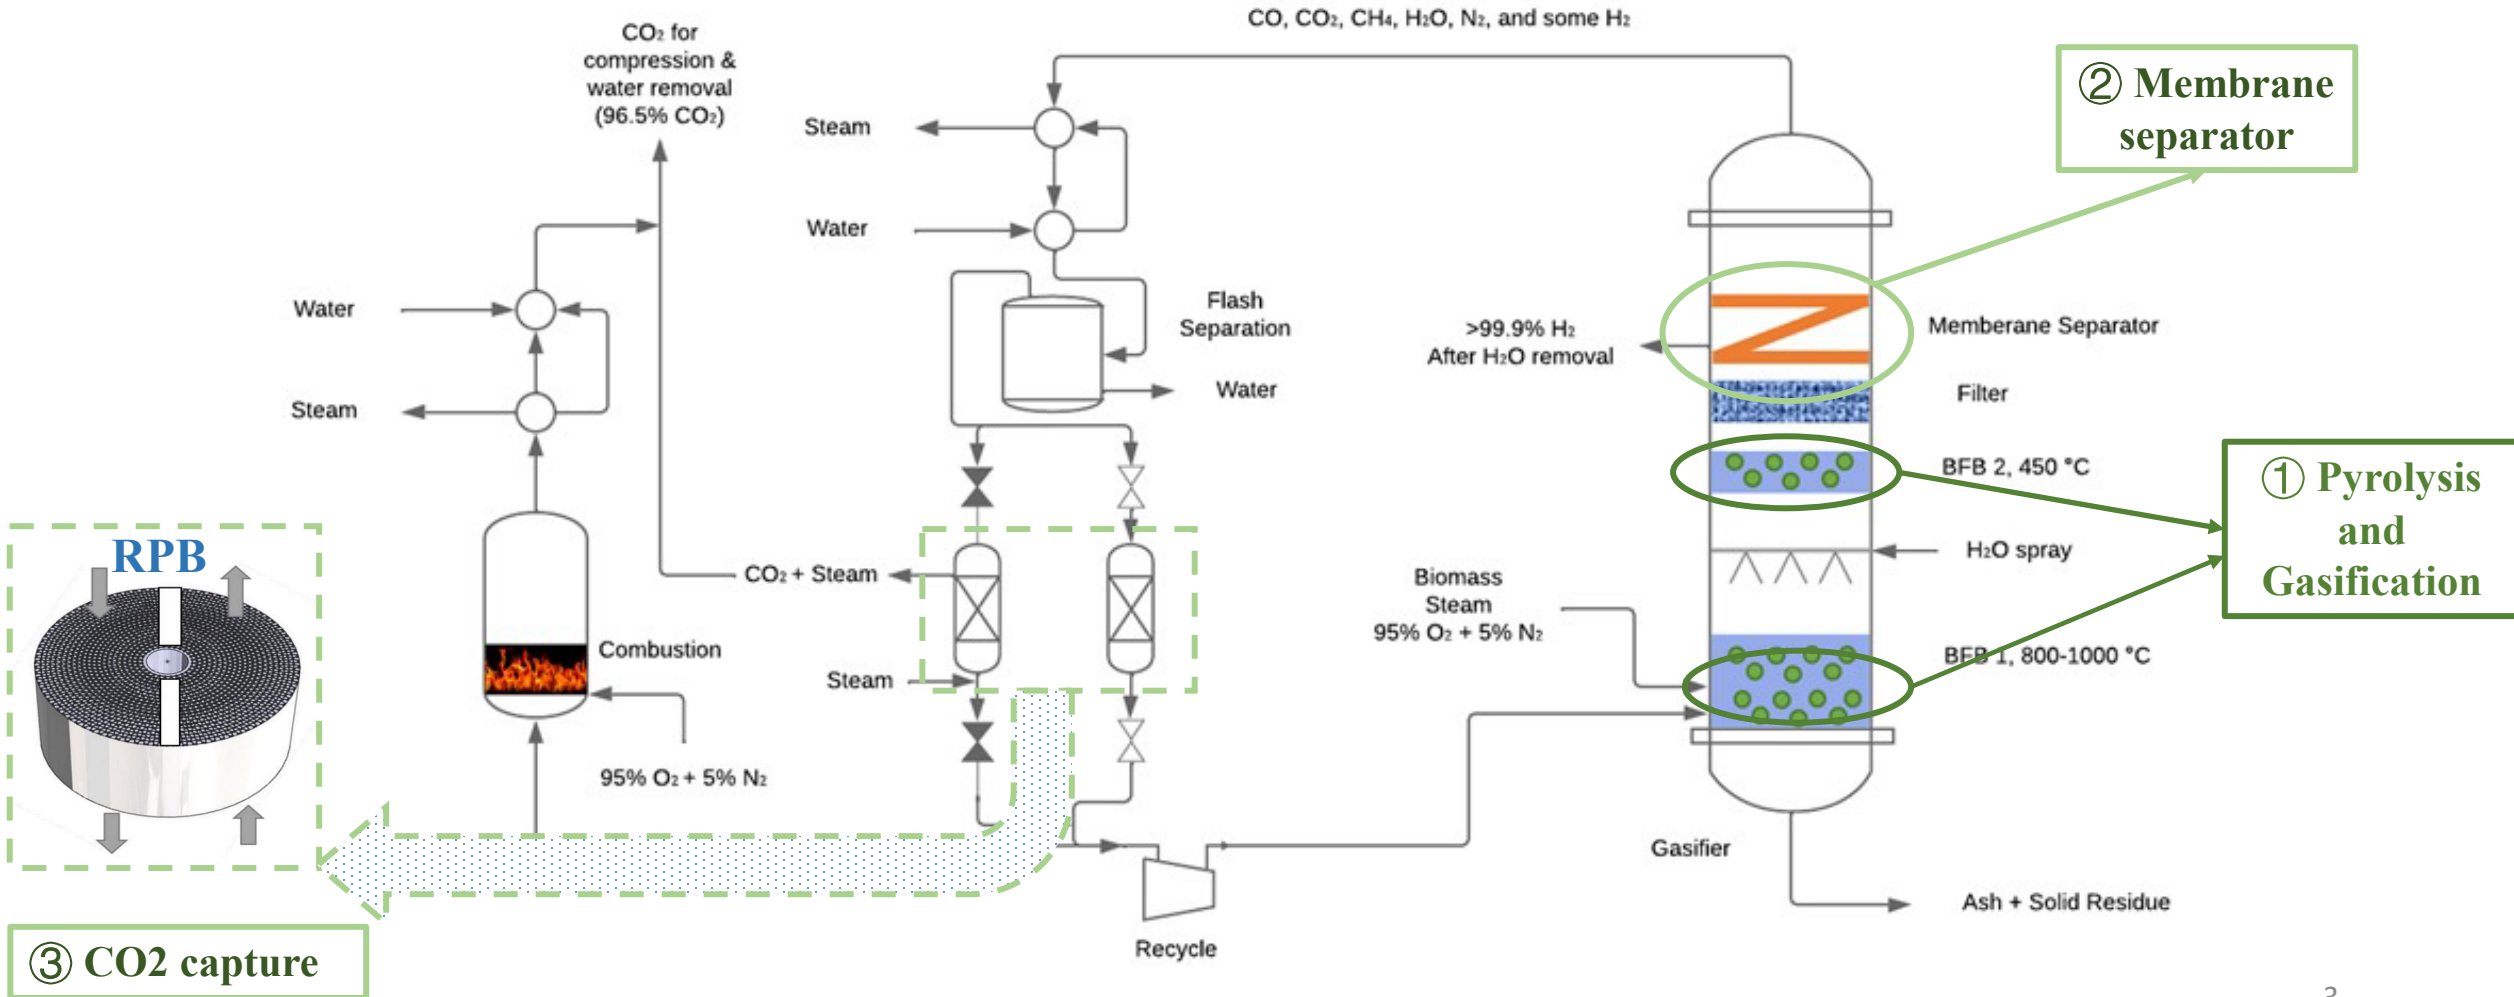 CO, CO₂, CH₄, H₂O, N₂, and some H₂
CO₂ for
compression &
water removal
(96.5% CO₂)
② Membrane
separator
Steam
Water
Water
Steam
Flash
Separation
Water
>99.9% H₂
After H₂O removal
Memberane Separator
Filter
BFB 2, 450 °C
① Pyrolysis
and
Gasification
H₂O spray
RPB
CO₂ + Steam
Biomass
Steam
95% O₂ + 5% N₂
Combustion
BFB 1, 800-1000 °C
Steam
95% O₂ + 5% N₂
Gasifier
Ash + Solid Residue
Recycle
③ CO2 capture
3